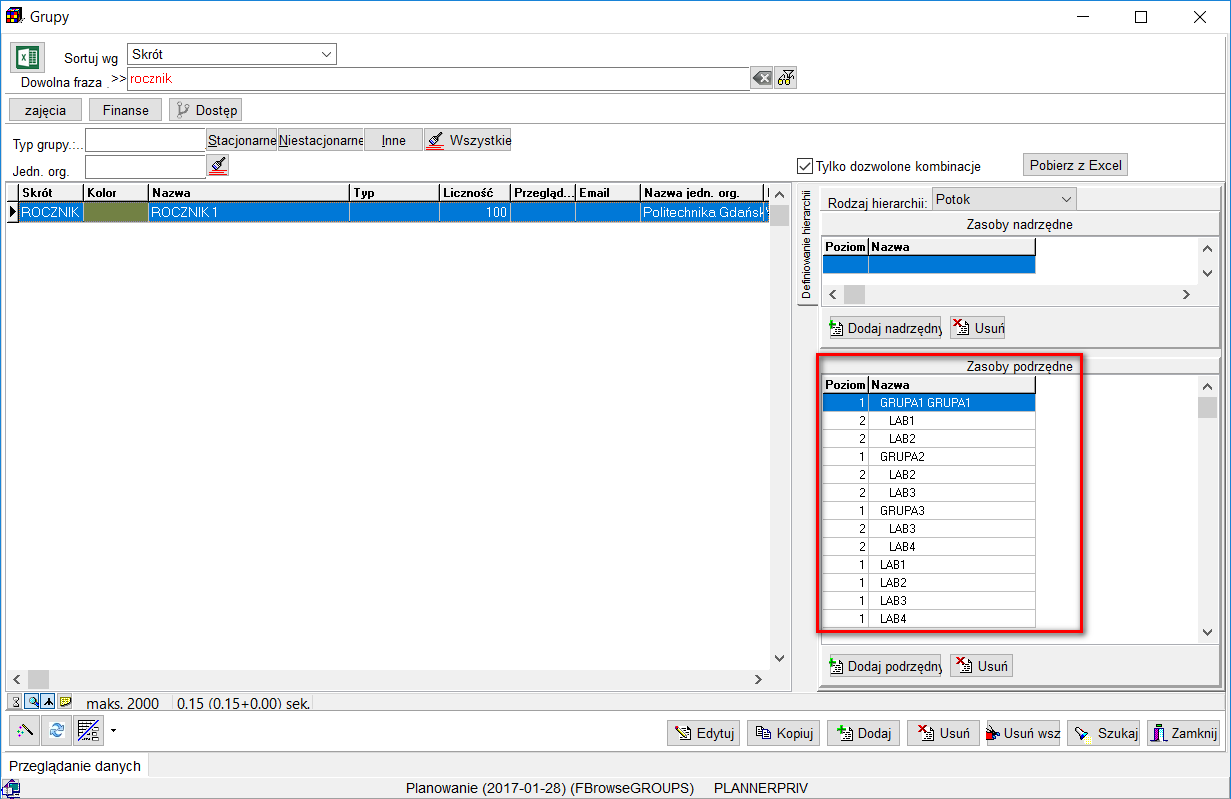 Grupy
Sortuj wg Skrót
Dowolna fraza >> rocznik
zajęcia Finanse Dostęp
Typ grupy.:.. Stacjonarne Niestacjonarne Inne Wszystkie
Jedn. org.
Tylko dozwolone kombinacje Pobierz z Excel
Skrót Kolor Nazwa Typ Liczność Przegląd... Email Nazwa jedn. org.
ROCZNIK ROCZNIK 1 100 Politechnika Gdańsk
Definiowanie hierarchii
Rodzaj hierarchii: Potok
Zasoby nadrzędne
Poziom Nazwa
Dodaj nadrzędny Usuń
Zasoby podrzędne
Poziom Nazwa
1 GRUPA1 GRUPA1
2 LAB1
2 LAB2
1 GRUPA2
2 LAB2
2 LAB3
1 GRUPA3
2 LAB3
2 LAB4
1 LAB1
1 LAB2
1 LAB3
1 LAB4
Dodaj podrzędny Usuń
maks. 2000 0.15 (0.15+0.00) sek.
Edytuj Kopiuj Dodaj Usuń Usuń wsz Szukaj Zamknij
Przeglądanie danych
Planowanie (2017-01-28) (FBrowseGROUPS) PLANNERPRIV